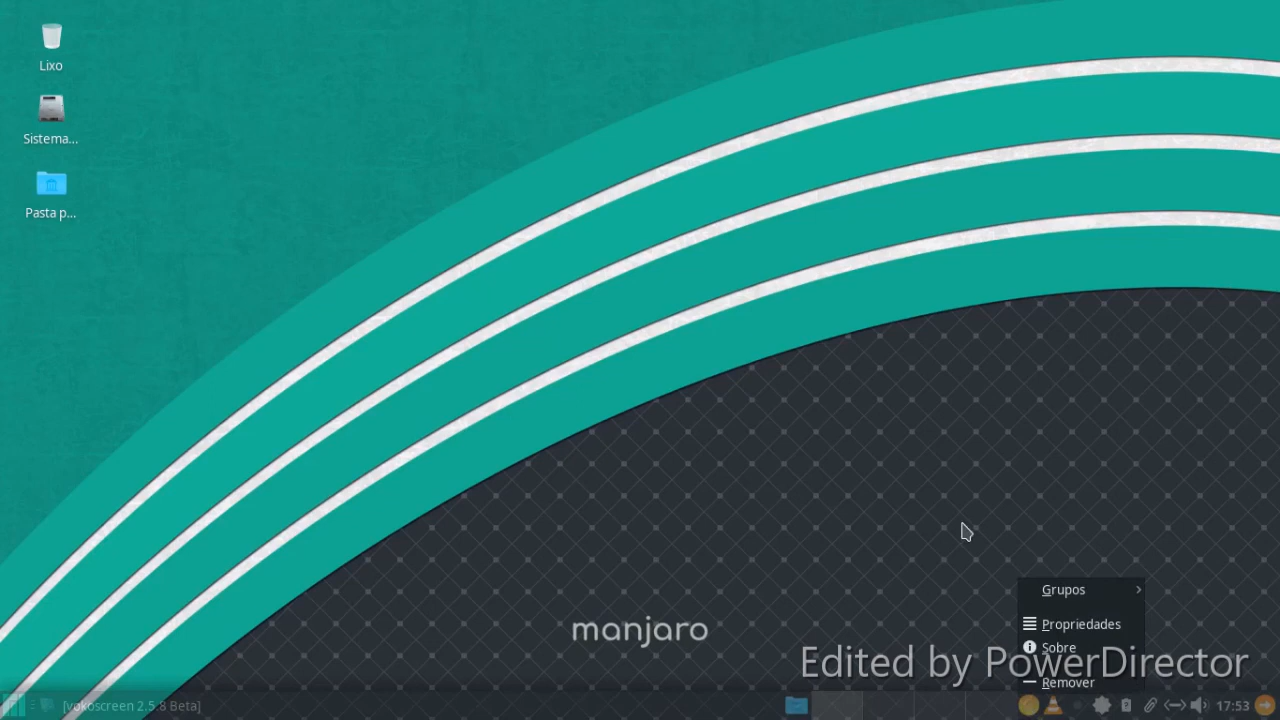 Lixo
Sistema...
Pasta p...
manjaro
Grupos
Propriedades
Sobre
Edited by PowerDirector
Remover
[vokoscreen 2.5.8 Beta]
17:53